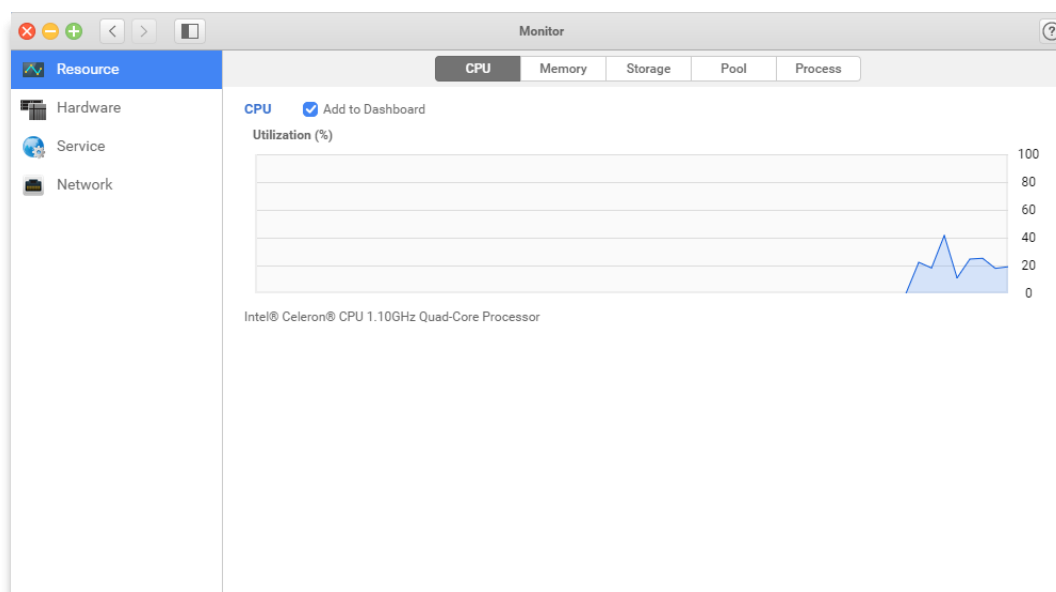 Monitor
Resource
Hardware
Service
Network
CPU Memory Storage Pool Process
CPU Add to Dashboard
Utilization (%)
100
80
60
40
20
0
Intel® Celeron® CPU 1.10GHz Quad-Core Processor